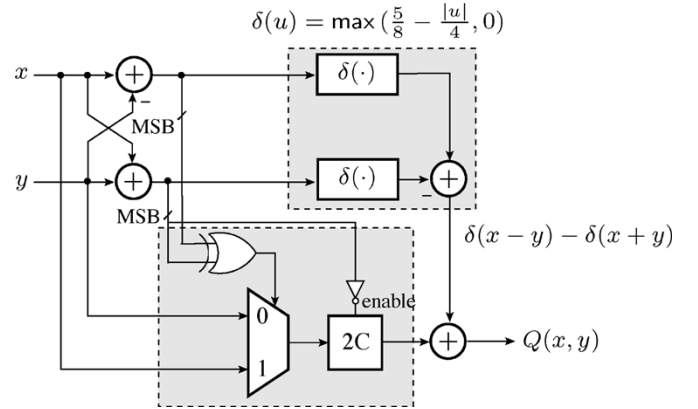 δ(u) = max (5/8 − |u|/4, 0)
x
+
δ(·)
−
MSB
y
+
δ(·)
−
+
MSB
δ(x − y) − δ(x + y)
enable
0
2C
+
Q(x, y)
1